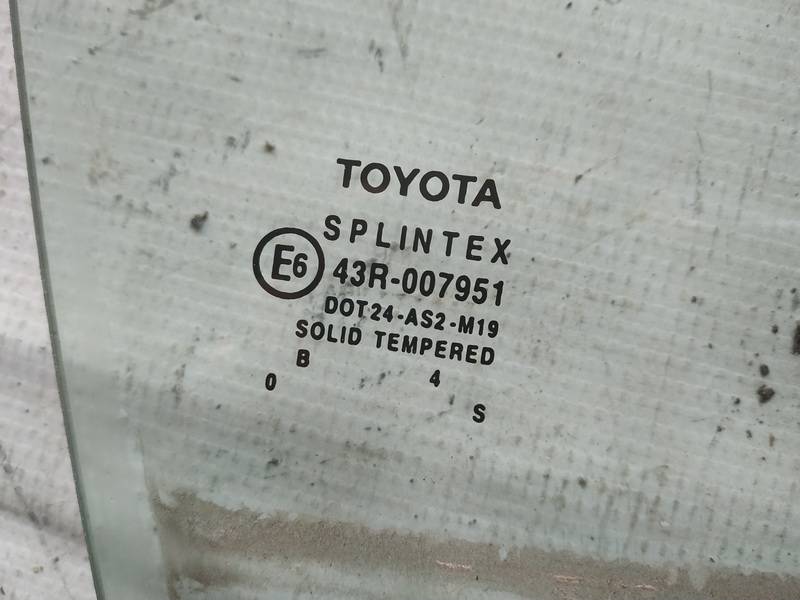 TOYOTA
SPLINTEX
E6 43R-007951
DOT24-AS2-M19
SOLID TEMPERED
B
0 4
S